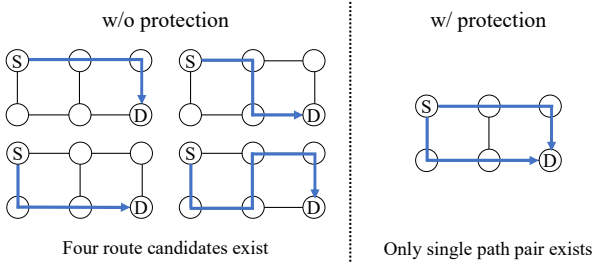 w/o protection
w/ protection
S
S
D
D
S
S
D
D
S
D
Four route candidates exist
Only single path pair exists